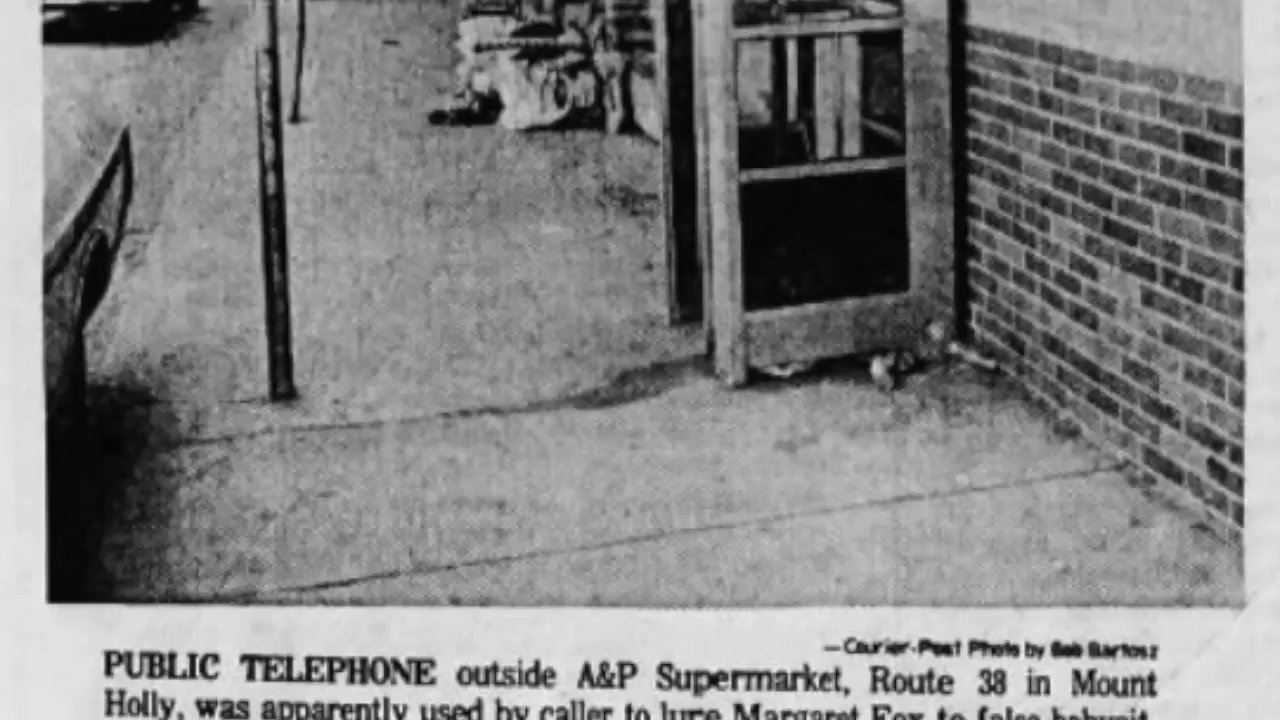 —Courier-Post Photo by Bob Bartosz
PUBLIC TELEPHONE outside A&P Supermarket, Route 38 in Mount
Holly, was apparently used by caller to lure Margaret Fox to false babysit-